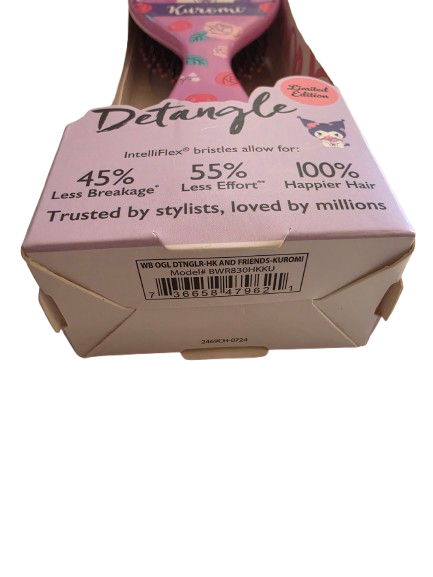 Kuromi
Limited
Edition
Detangle
IntelliFlex® bristles allow for:
45%
Less Breakage*
55%
Less Effort**
100%
Happier Hair
Trusted by stylists, loved by millions
WB OGL DTNGLR-HK AND FRIENDS-KUROMI
Model# BWR830HKKU
7 36658 47962 1
2469CH-0724